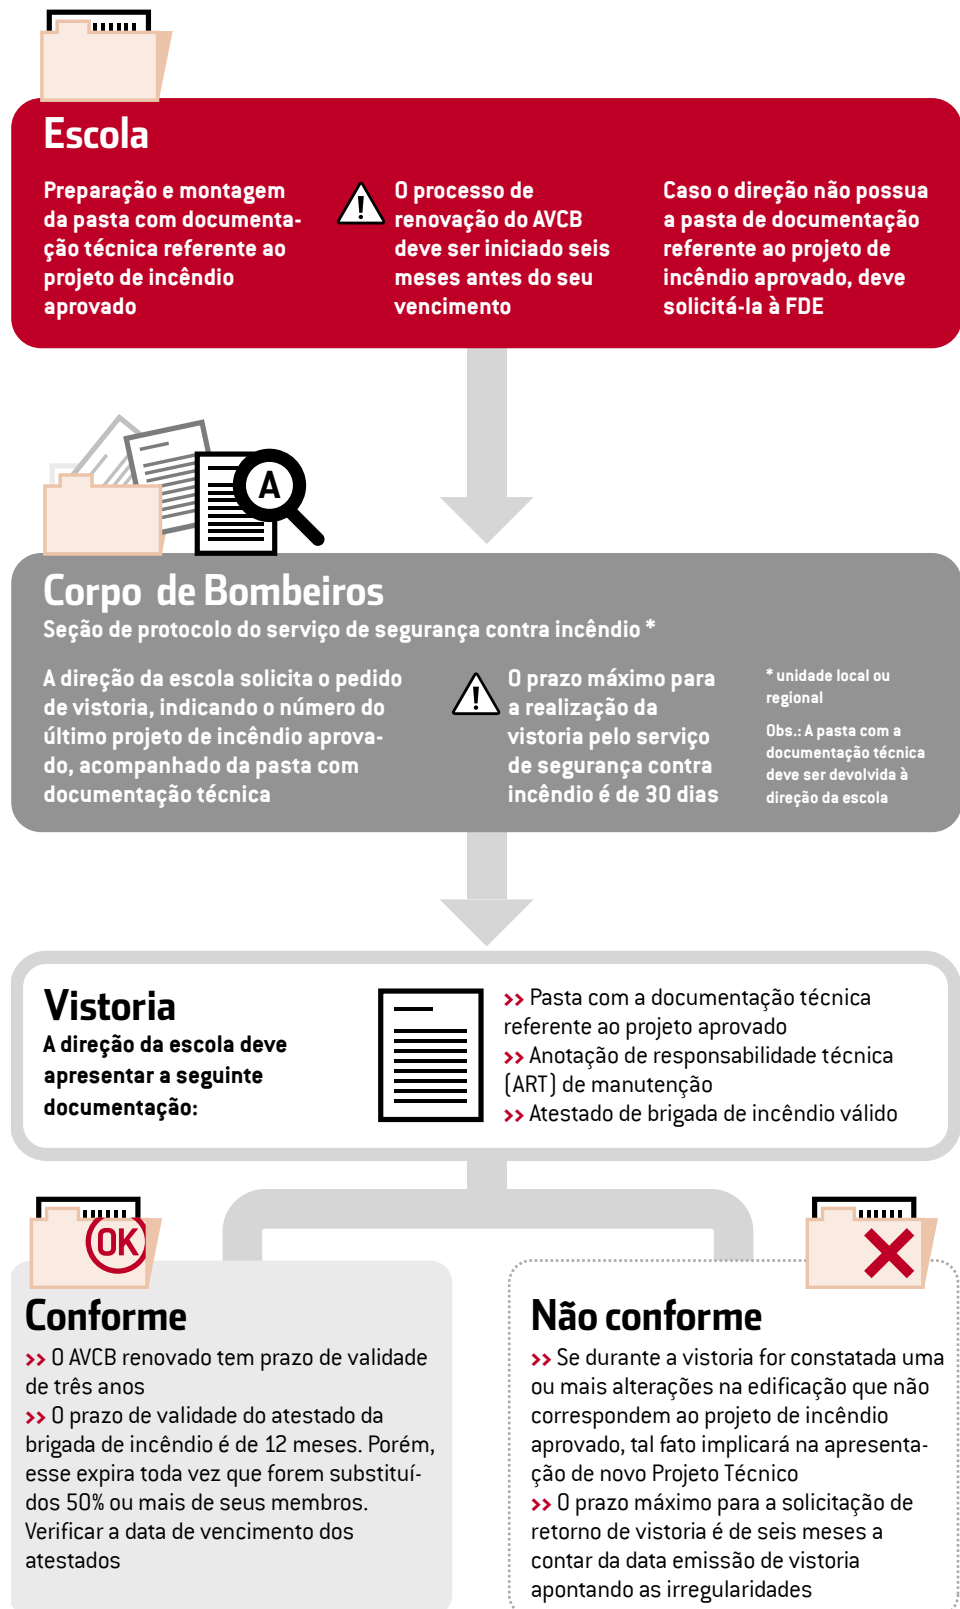 Escola
Preparação e montagem
da pasta com documenta-
ção técnica referente ao
projeto de incêndio
aprovado
O processo de
renovação do AVCB
deve ser iniciado seis
meses antes do seu
vencimento
Caso o direção não possua
a pasta de documentação
referente ao projeto de
incêndio aprovado, deve
solicitá-la à FDE
A
Corpo de Bombeiros
Seção de protocolo do serviço de segurança contra incêndio *
A direção da escola solicita o pedido
de vistoria, indicando o número do
último projeto de incêndio aprova-
do, acompanhado da pasta com
documentação técnica
O prazo máximo para
a realização da
vistoria pelo serviço
de segurança contra
incêndio é de 30 dias
* unidade local ou
regional
Obs.: A pasta com a
documentação técnica
deve ser devolvida à
direção da escola
Vistoria
A direção da escola deve
apresentar a seguinte
documentação:
>> Pasta com a documentação técnica
referente ao projeto aprovado
>> Anotação de responsabilidade técnica
(ART) de manutenção
>> Atestado de brigada de incêndio válido
OK
Conforme
>> O AVCB renovado tem prazo de validade
de três anos
>> O prazo de validade do atestado da
brigada de incêndio é de 12 meses. Porém,
esse expira toda vez que forem substituí-
dos 50% ou mais de seus membros.
Verificar a data de vencimento dos
atestados
Não conforme
>> Se durante a vistoria for constatada uma
ou mais alterações na edificação que não
correspondem ao projeto de incêndio
aprovado, tal fato implicará na apresenta-
ção de novo Projeto Técnico
>> O prazo máximo para a solicitação de
retorno de vistoria é de seis meses a
contar da data emissão de vistoria
apontando as irregularidades